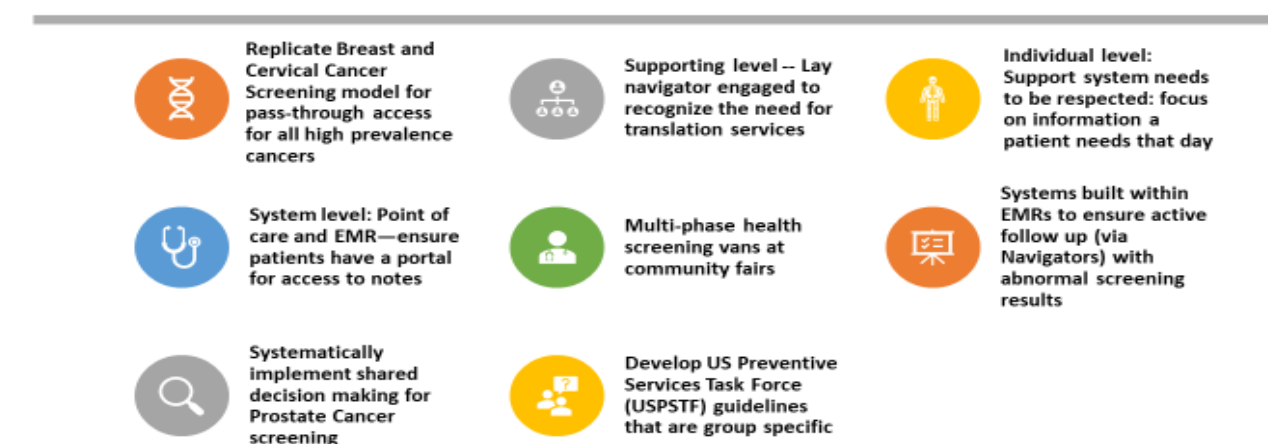 Replicate Breast and
Cervical Cancer
Screening model for
pass-through access
for all high prevalence
cancers
Supporting level -- Lay
navigator engaged to
recognize the need for
translation services
Individual level:
Support system needs
to be respected: focus
on information a
patient needs that day
System level: Point of
care and EMR—ensure
patients have a portal
for access to notes
Multi-phase health
screening vans at
community fairs
Systems built within
EMRs to ensure active
follow up (via
Navigators) with
abnormal screening
results
Systematically
implement shared
decision making for
Prostate Cancer
screening
Develop US Preventive
Services Task Force
(USPSTF) guidelines
that are group specific